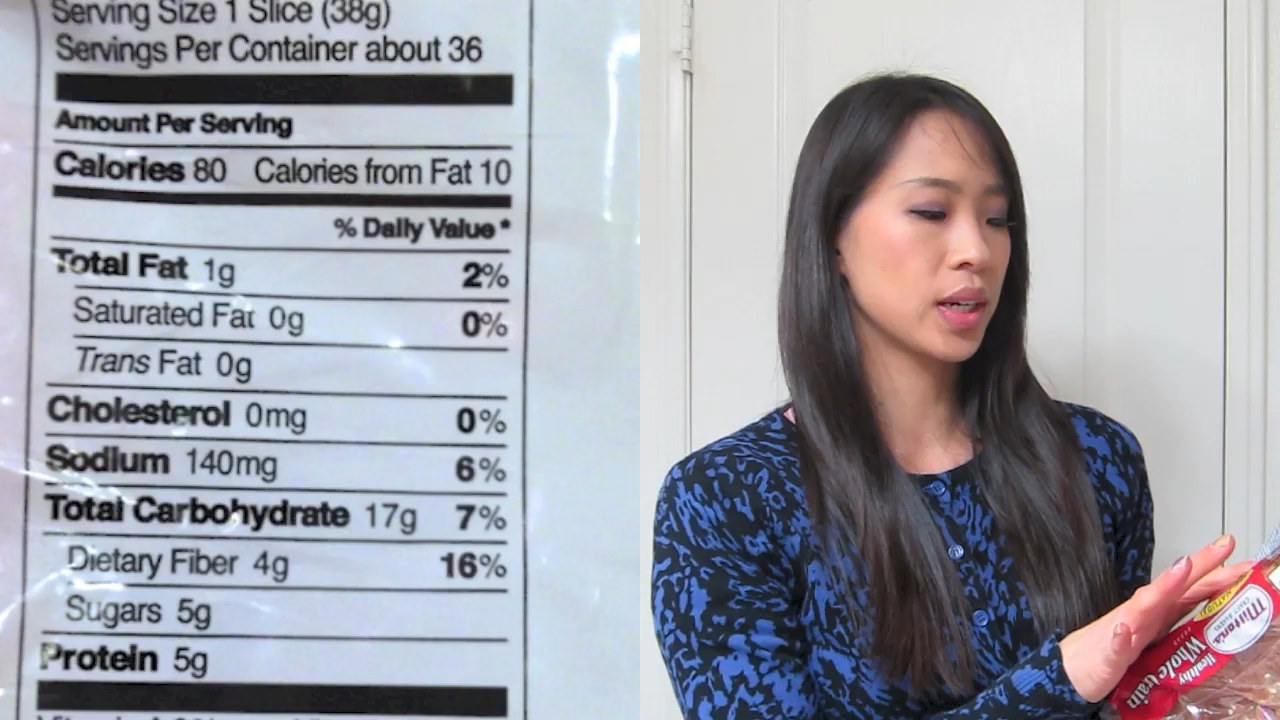 Serving Size 1 Slice (38g)
Servings Per Container about 36
Amount Per Serving
Calories 80 Calories from Fat 10
% Daily Value*
Total Fat 1g 2%
Saturated Fat 0g 0%
Trans Fat 0g
Cholesterol 0mg 0%
Sodium 140mg 6%
Total Carbohydrate 17g 7%
Dietary Fiber 4g 16%
Sugars 5g
Protein 5g
Healthy
Whole